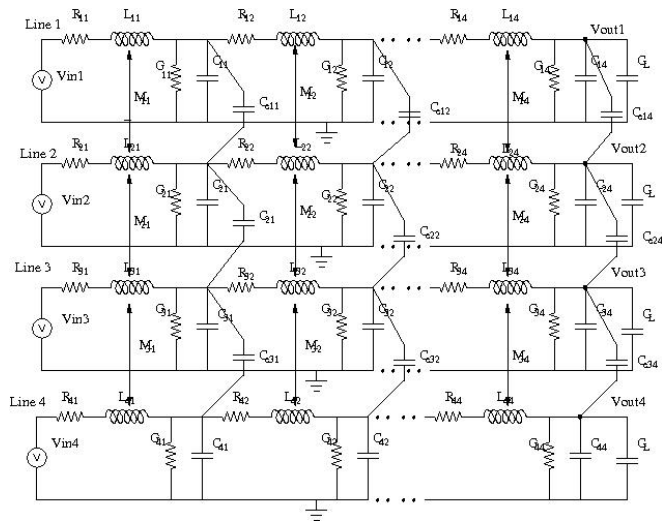 Line 1 R11 L11 R12 L12 R14 L14 Vout1
Vin1 G11 C11 Cc11 G12 C12 Cc12 G14 C14 Cc14 CL
M11 M12 M14
Line 2 R21 L21 R22 L22 R24 L24 Vout2
Vin2 G21 C21 C21 G22 C22 Cc22 G24 C24 Cc24 CL
M21 M22 M24
Line 3 R31 L31 R32 L32 R34 L34 Vout3
Vin3 G31 C31 Cc31 G32 C32 Cc32 G34 C34 Cc34 CL
M31 M32 M34
Line 4 R41 L41 R42 L42 R44 L44 Vout4
Vin4 G41 C41 G42 C42 G44 C44 CL
V
V
V
V